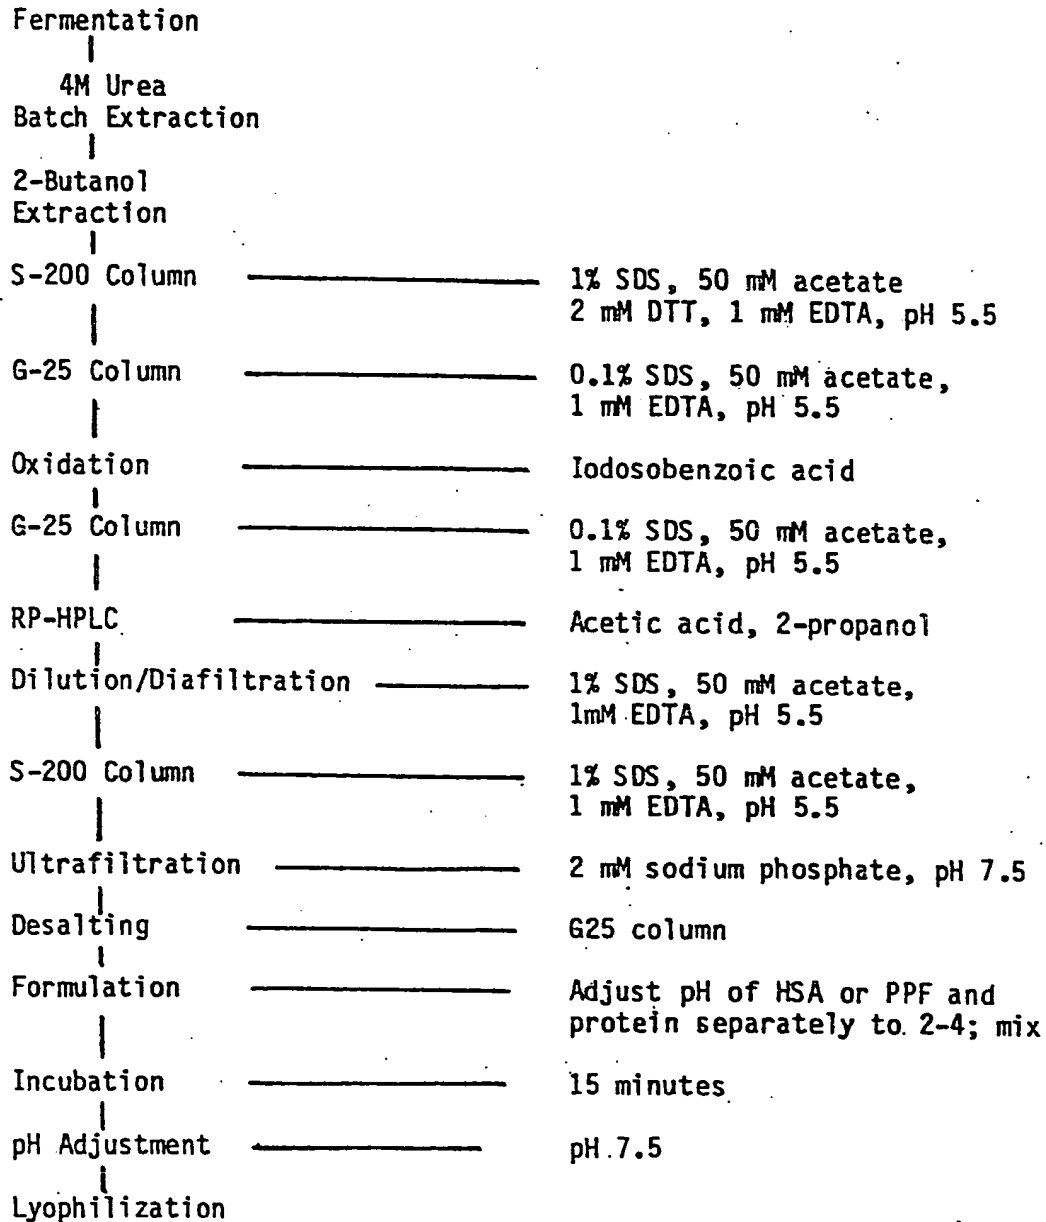 Fermentation
4M Urea
Batch Extraction
2-Butanol
Extraction
S-200 Column 1% SDS, 50 mM acetate
2 mM DTT, 1 mM EDTA, pH 5.5
G-25 Column 0.1% SDS, 50 mM acetate,
1 mM EDTA, pH 5.5
Oxidation Iodosobenzoic acid
G-25 Column 0.1% SDS, 50 mM acetate,
1 mM EDTA, pH 5.5
RP-HPLC Acetic acid, 2-propanol
Dilution/Diafiltration 1% SDS, 50 mM acetate,
1mM EDTA, pH 5.5
S-200 Column 1% SDS, 50 mM acetate,
1 mM EDTA, pH 5.5
Ultrafiltration 2 mM sodium phosphate, pH 7.5
Desalting G25 column
Formulation Adjust pH of HSA or PPF and
protein separately to 2-4; mix
Incubation 15 minutes
pH Adjustment pH 7.5
Lyophilization